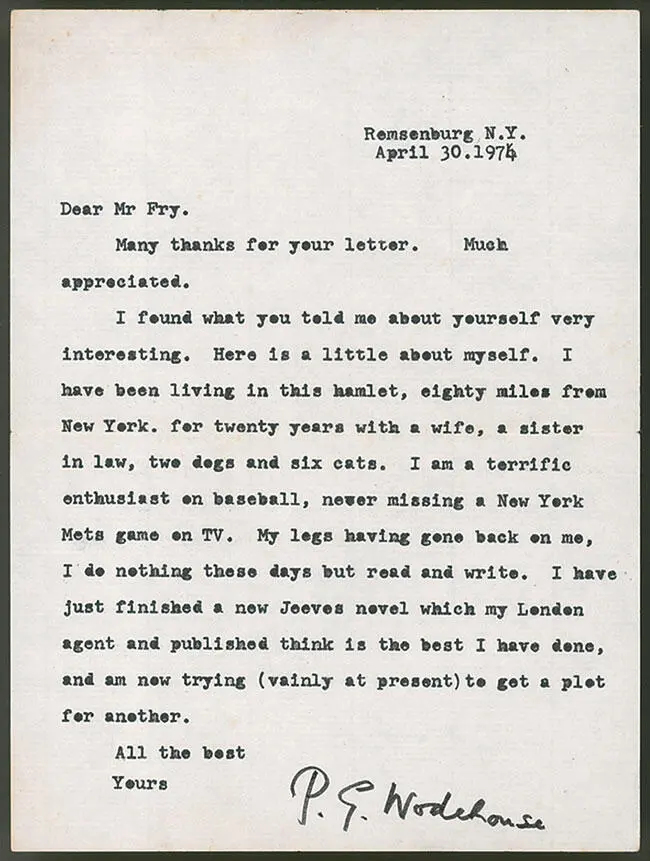 Remsenburg N.Y.
April 30.1974
Dear Mr Fry.
Many thanks for your letter. Much
appreciated.
I found what you told me about yourself very
interesting. Here is a little about myself. I
have been living in this hamlet, eighty miles from
New York. for twenty years with a wife, a sister
in law, two dogs and six cats. I am a terrific
enthusiast on baseball, never missing a New York
Mets game on TV. My legs having gone back on me,
I do nothing these days but read and write. I have
just finished a new Jeeves novel which my London
agent and published think is the best I have done,
and am now trying (vainly at present)to get a plot
for another.
All the best
Yours
P. G. Wodehouse